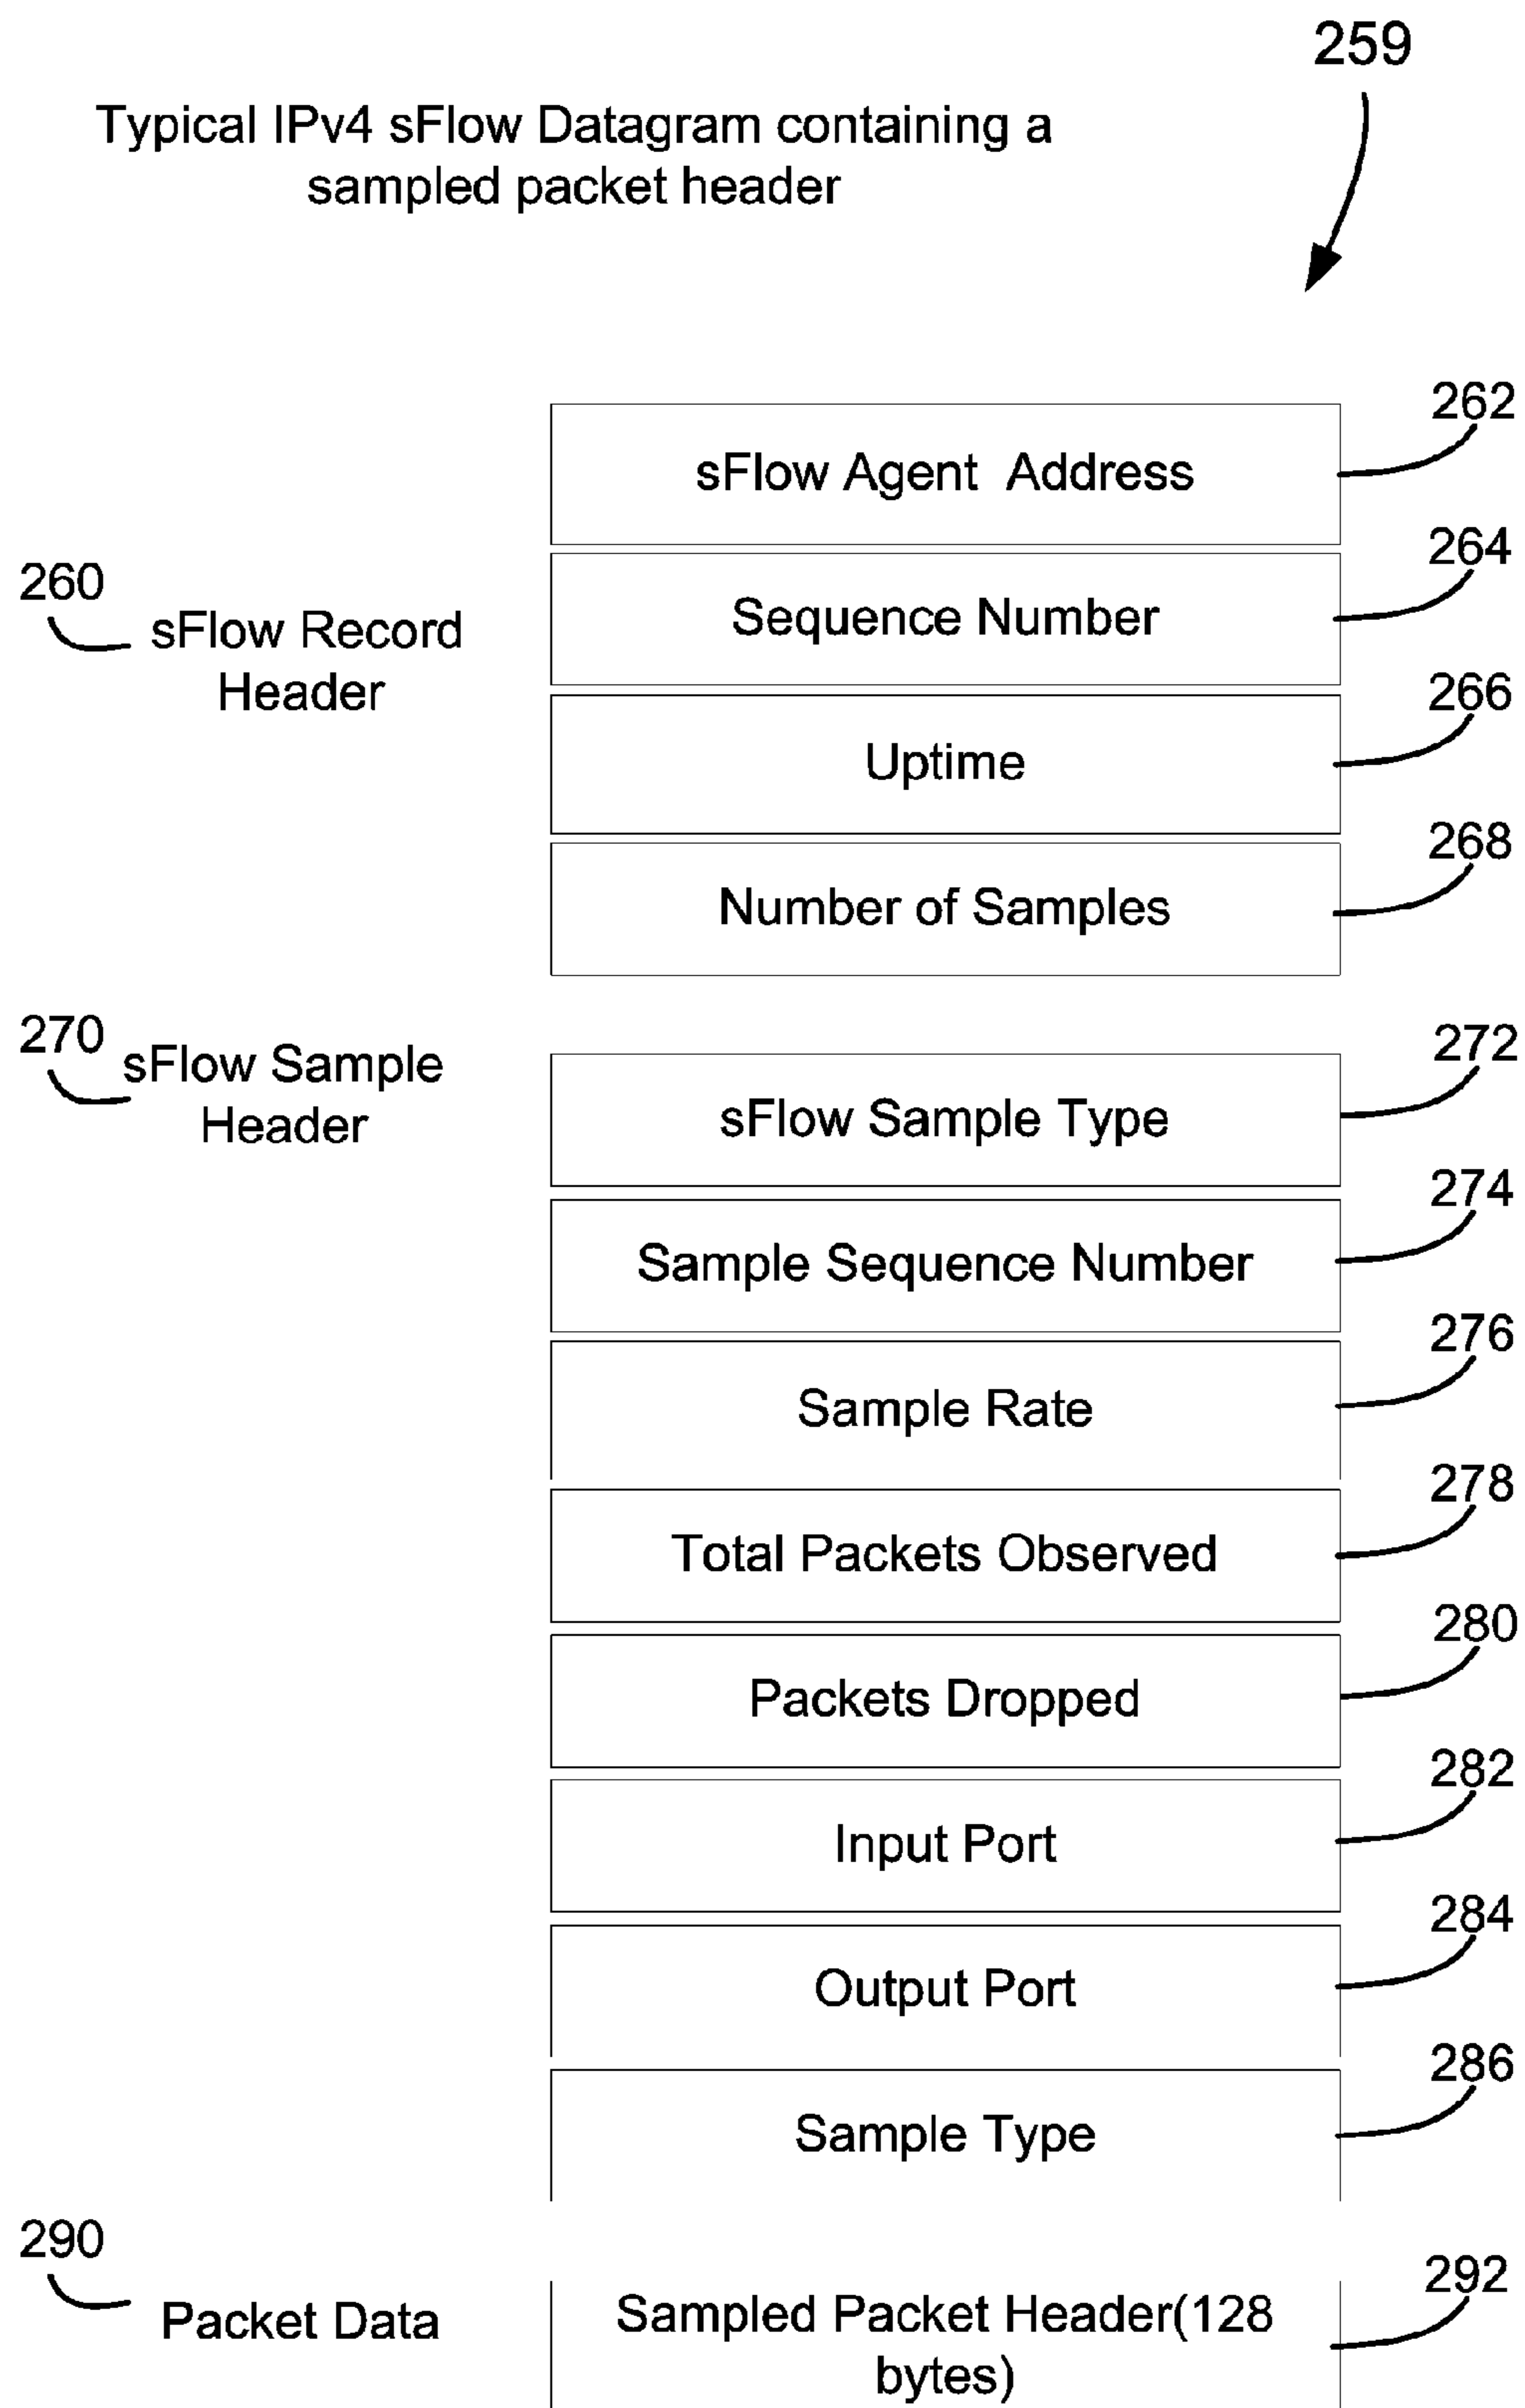 259
Typical IPv4 sFlow Datagram containing a
sampled packet header
262
sFlow Agent Address
264
260
sFlow Record
Header
Sequence Number
266
Uptime
268
Number of Samples
270
sFlow Sample
Header
272
sFlow Sample Type
274
Sample Sequence Number
276
Sample Rate
278
Total Packets Observed
280
Packets Dropped
282
Input Port
284
Output Port
286
Sample Type
290
Packet Data
292
Sampled Packet Header(128
bytes)